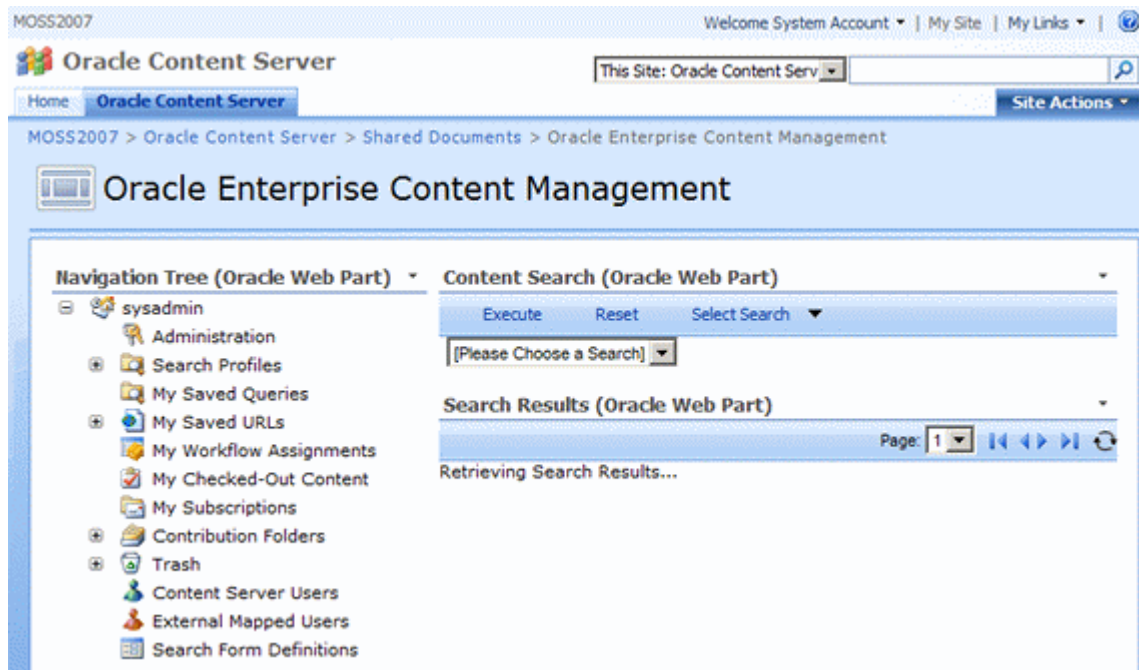 MOSS2007 Welcome System Account | My Site | My Links |
Oracle Content Server
This Site: Oracle Content Serv
Home Oracle Content Server Site Actions
MOSS2007 > Oracle Content Server > Shared Documents > Oracle Enterprise Content Management
Oracle Enterprise Content Management
Navigation Tree (Oracle Web Part)
sysadmin
Administration
Search Profiles
My Saved Queries
My Saved URLs
My Workflow Assignments
My Checked-Out Content
My Subscriptions
Contribution Folders
Trash
Content Server Users
External Mapped Users
Search Form Definitions
Content Search (Oracle Web Part)
Execute Reset Select Search
[Please Choose a Search]
Search Results (Oracle Web Part)
Page: 1
Retrieving Search Results...